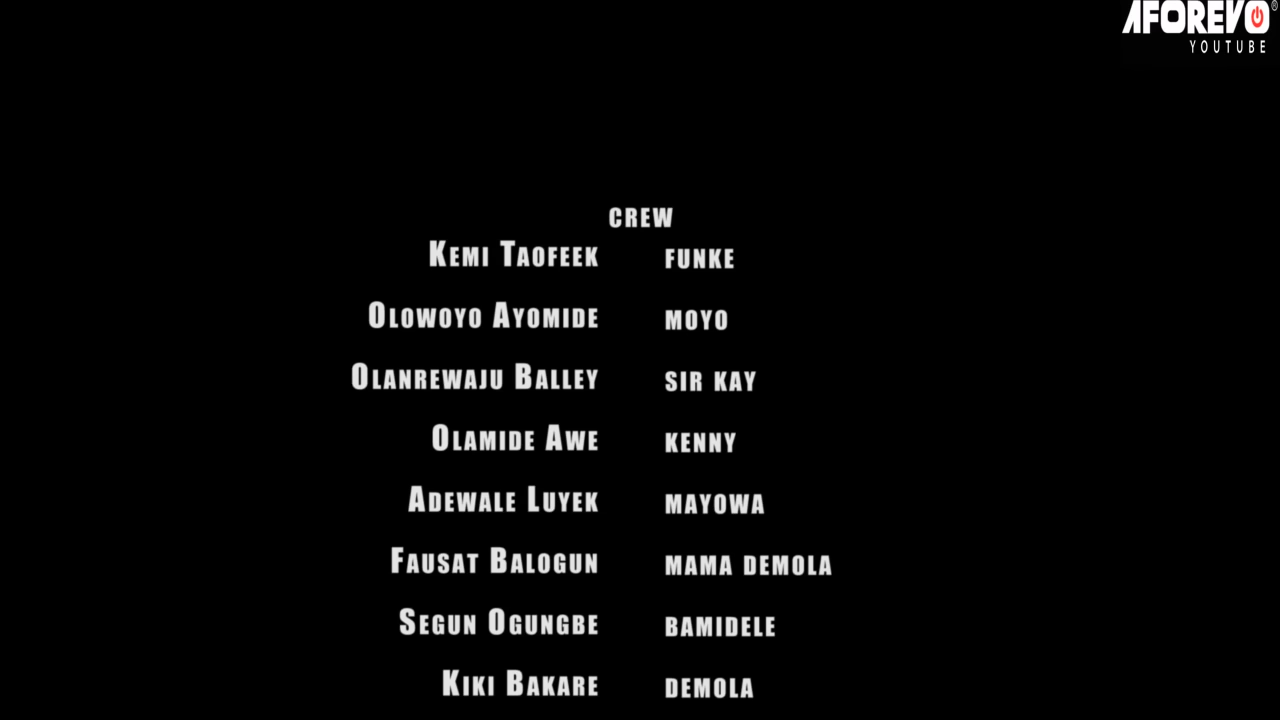 AFOREVO®
YOUTUBE
CREW
KEMI TAOFEEK FUNKE
OLOWOYO AYOMIDE MOYO
OLANREWAJU BALLEY SIR KAY
OLAMIDE AWE KENNY
ADEWALE LUYEK MAYOWA
FAUSAT BALOGUN MAMA DEMOLA
SEGUN OGUNGBE BAMIDELE
KIKI BAKARE DEMOLA